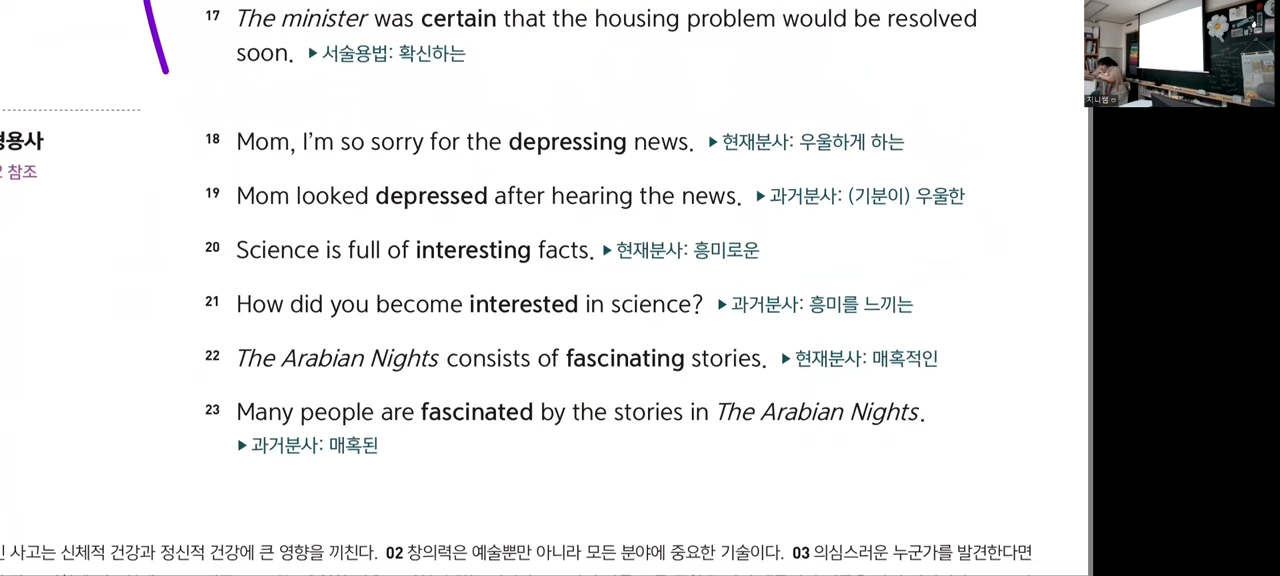 17 The minister was certain that the housing problem would be resolved
soon. ▶ 서술용법: 확신하는
18 Mom, I'm so sorry for the depressing news. ▶ 현재분사: 우울하게 하는
형용사
참조
19 Mom looked depressed after hearing the news. ▶ 과거분사: (기분이) 우울한
20 Science is full of interesting facts. ▶ 현재분사: 흥미로운
21 How did you become interested in science? ▶ 과거분사: 흥미를 느끼는
22 The Arabian Nights consists of fascinating stories. ▶ 현재분사: 매혹적인
23 Many people are fascinated by the stories in The Arabian Nights.
▶ 과거분사: 매혹된
사고는 신체적 건강과 정신적 건강에 큰 영향을 끼친다. 02 창의력은 예술뿐만 아니라 모든 분야에 중요한 기술이다. 03 의심스러운 누군가를 발견한다면
지니쌤